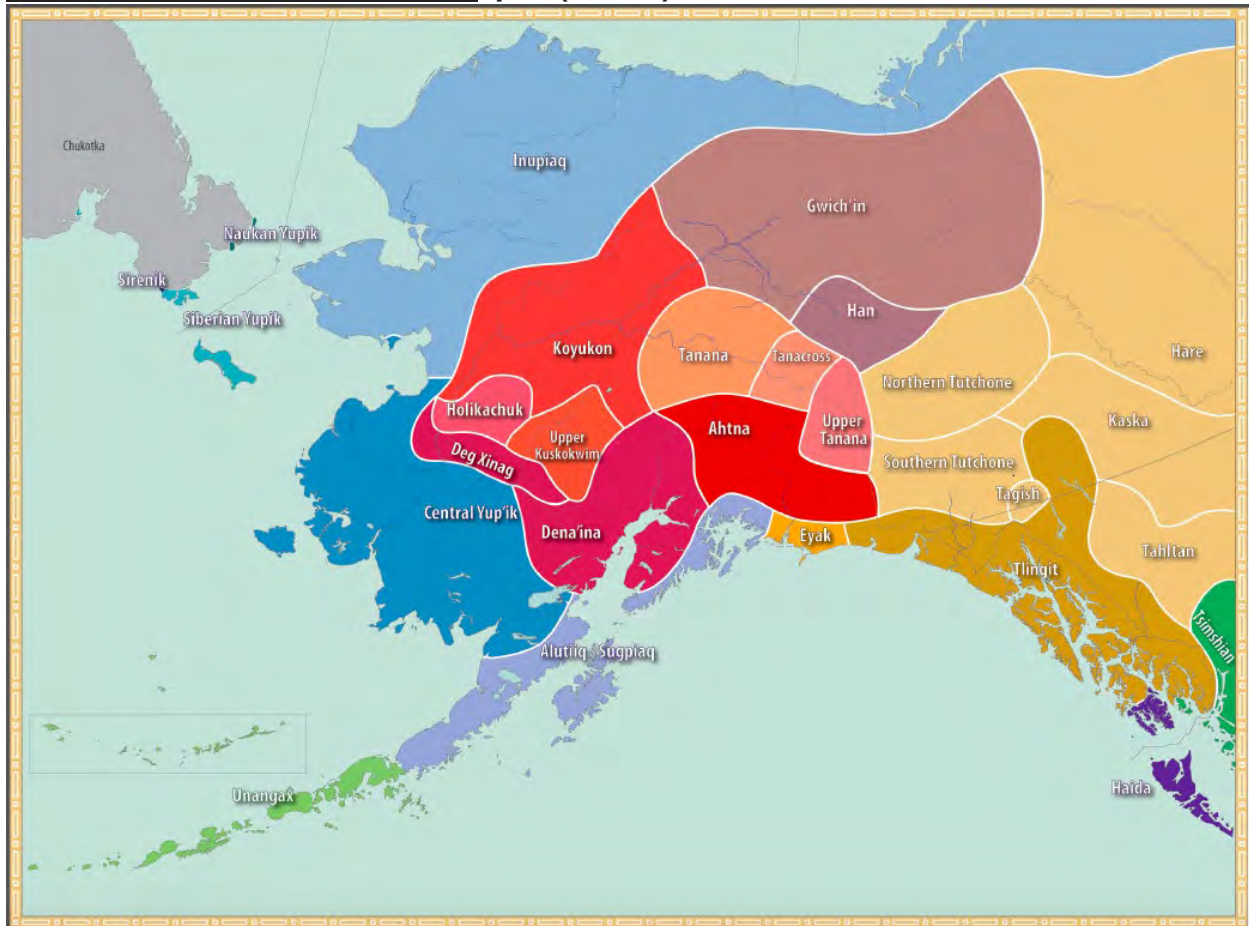 Chukotka
Inupiaq
Gwich'in
Naukan Yupik
Sirenik
Siberian Yupik
Han
Koyukon
Tanana
Tanacross
Hare
Northern Tutchone
Holikachuk
Kaska
Upper
Tanana
Ahtna
Upper
Kuskokwim
Deg Xinag
Southern Tutchone
Tagish
Central Yup'ik
Dena'ina
Eyak
Tahltan
Tlingit
Tsimshian
Alutiiq / Sugpiaq
Haida
Unangax̂